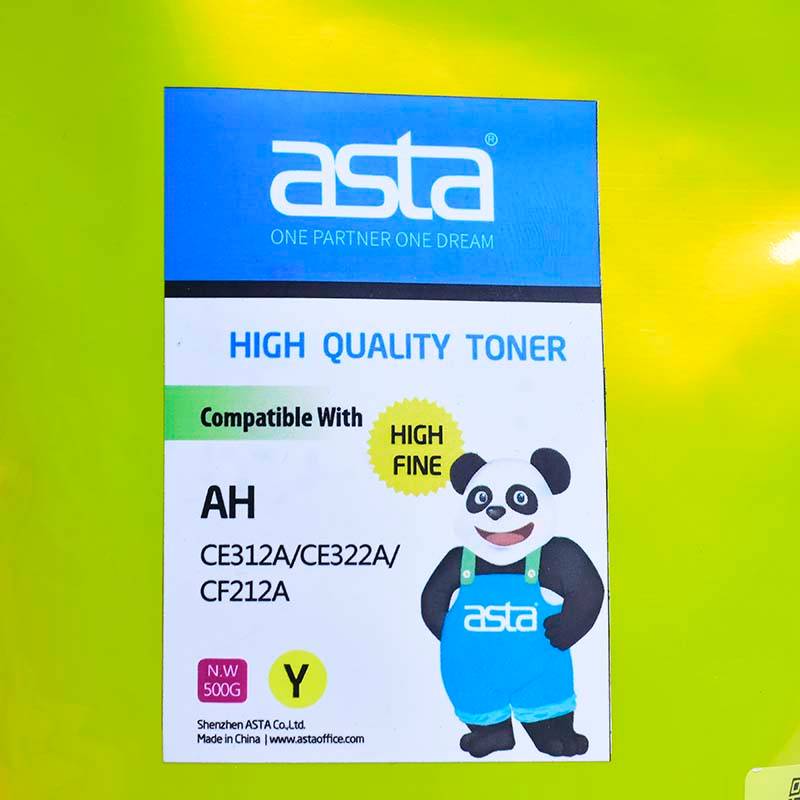 asta®
ONE PARTNER ONE DREAM
HIGH QUALITY TONER
Compatible With
HIGH
FINE
AH
CE312A/CE322A/
CF212A
asta
N.W
500G
Y
Shenzhen ASTA Co.,Ltd.
Made in China | www.astaoffice.com